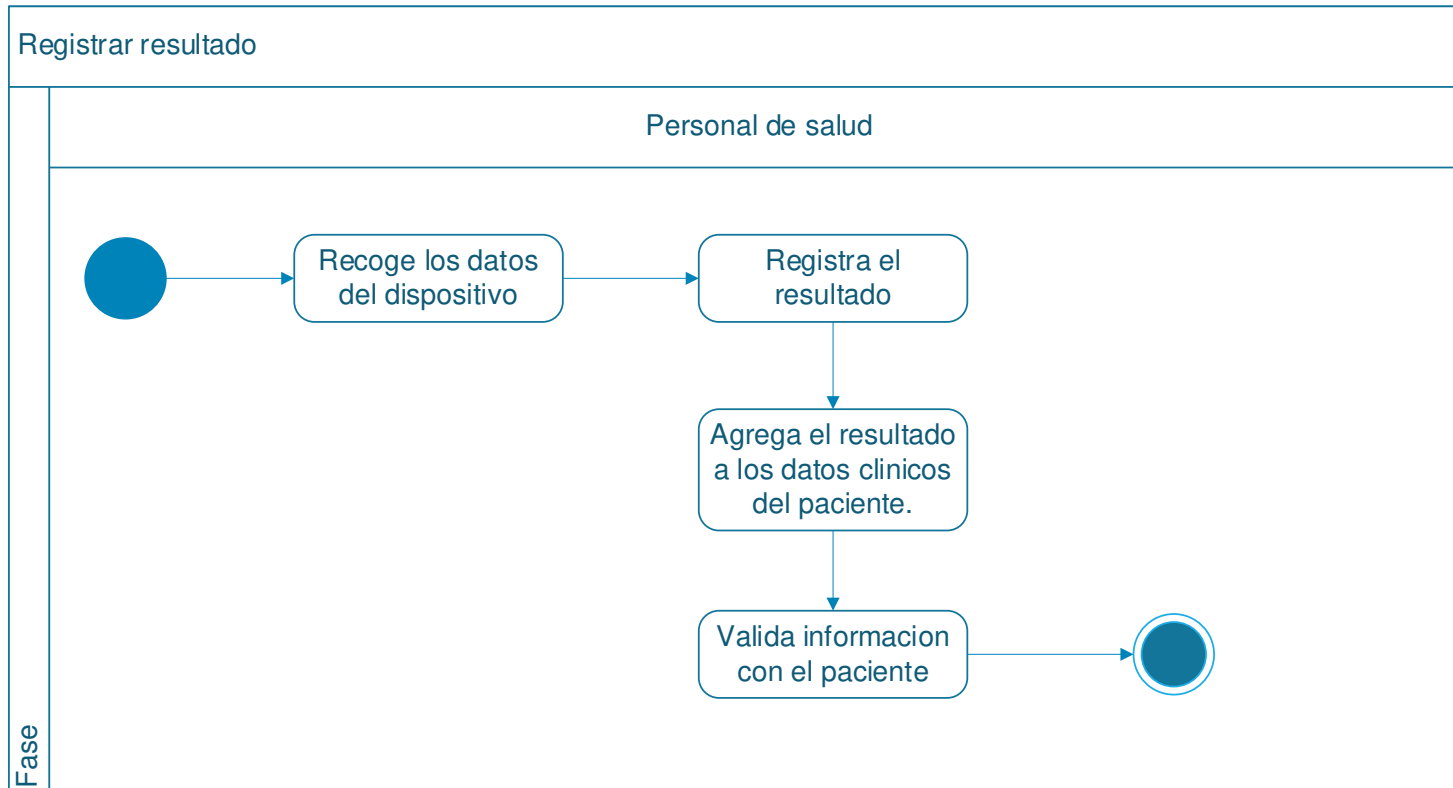 Registrar resultado
Personal de salud
Recoge los datos
del dispositivo
Registra el
resultado
Agrega el resultado
a los datos clinicos
del paciente.
Valida informacion
con el paciente
Fase